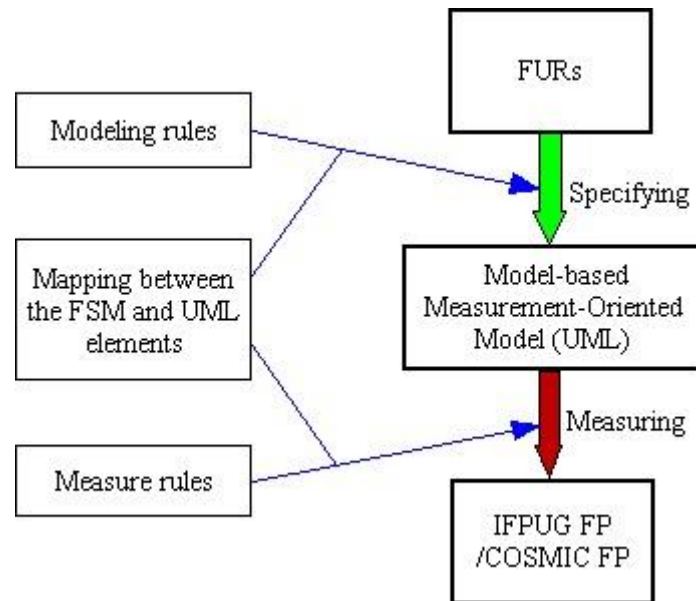 FURs
Modeling rules
Specifying
Mapping between
the FSM and UML
elements
Model-based
Measurement-Oriented
Model (UML)
Measuring
Measure rules
IFPUG FP
/COSMIC FP